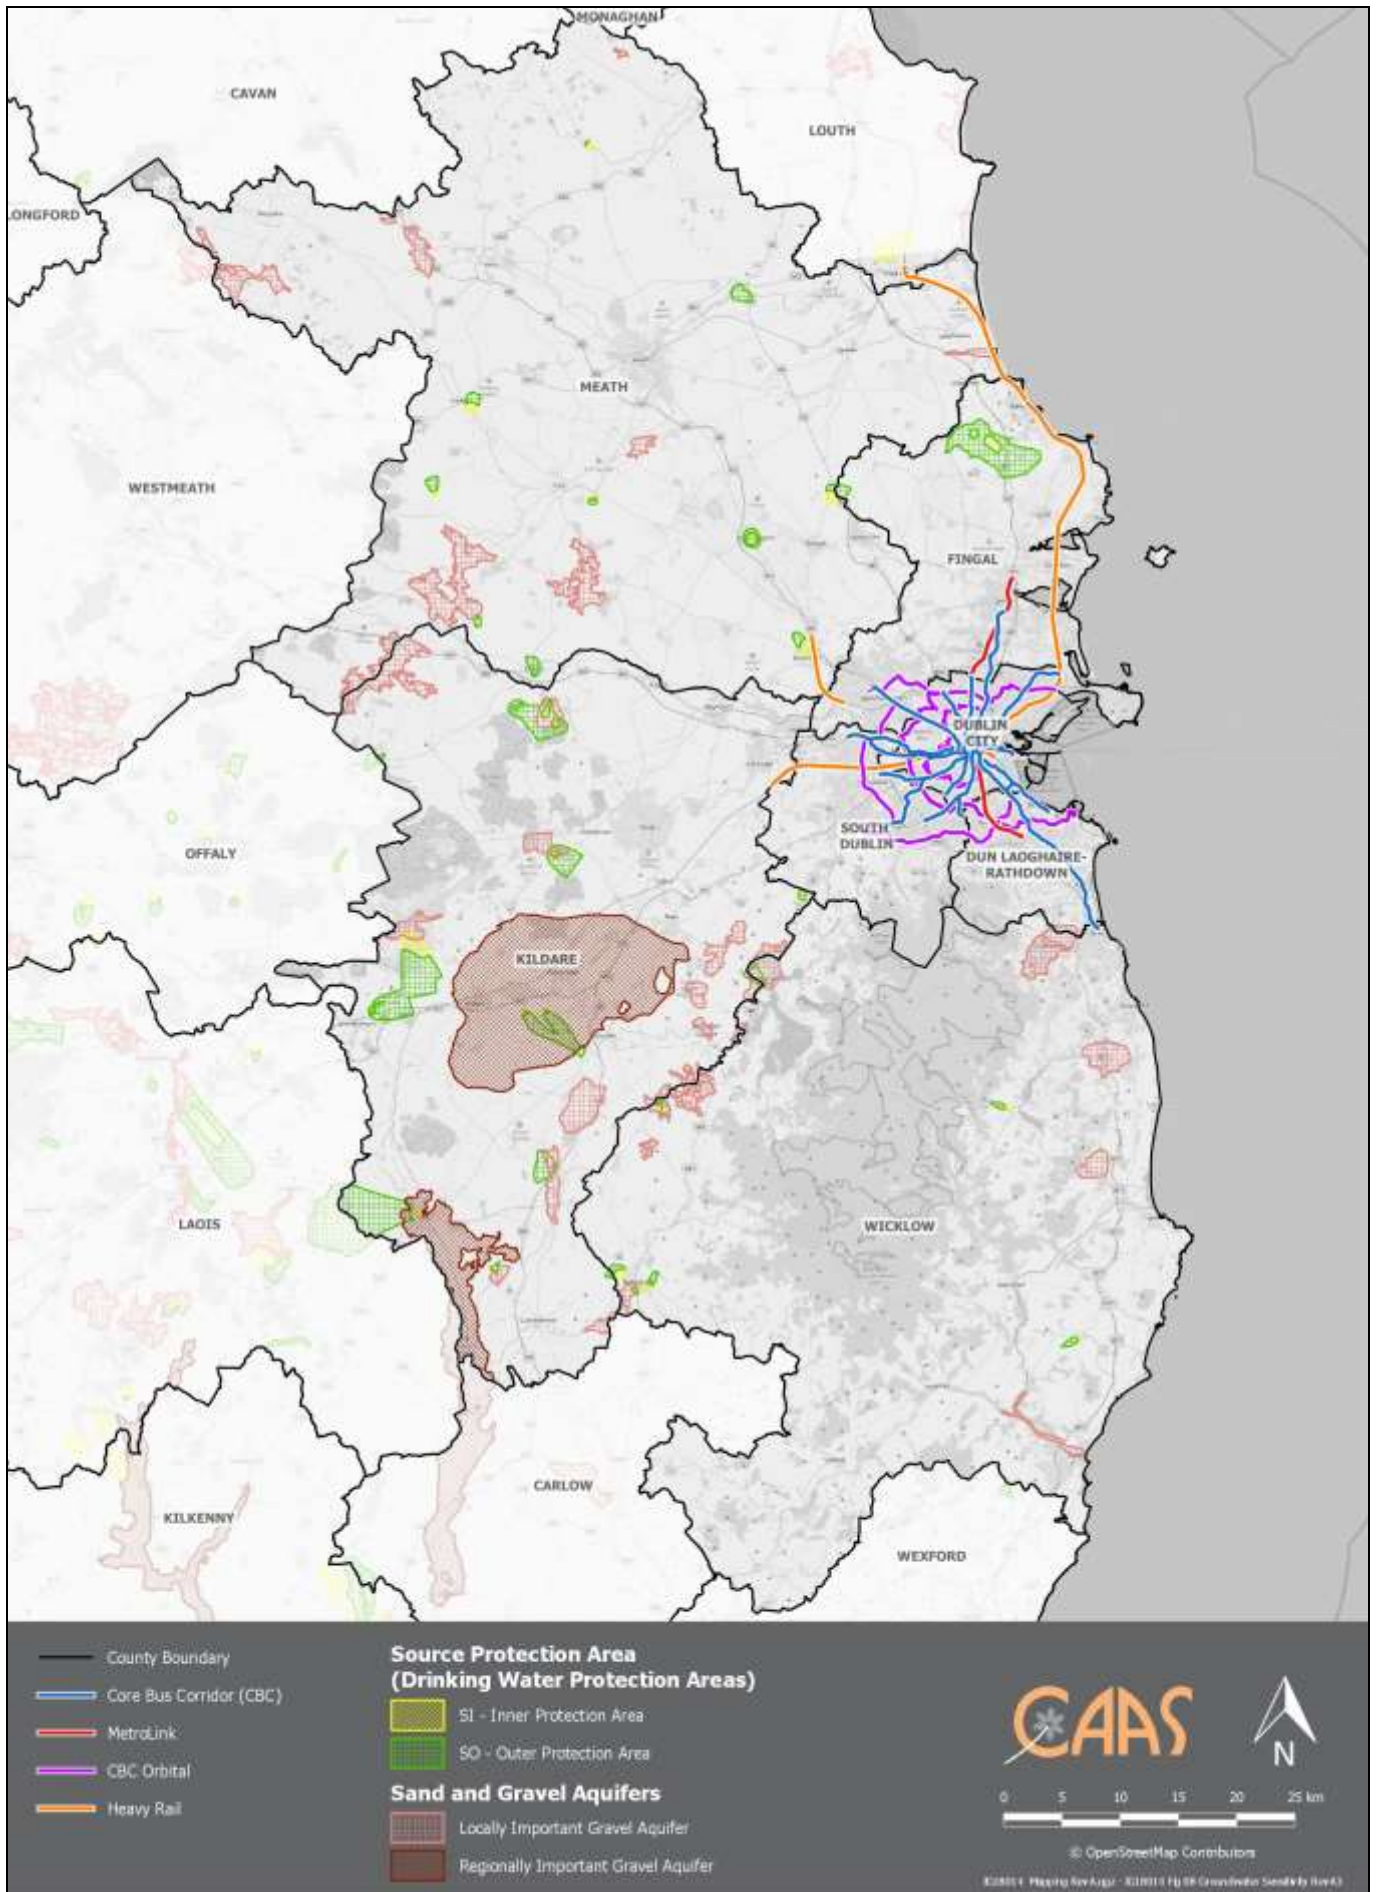 MONAGHAN
CAVAN
LOUTH
LONGFORD
MEATH
WESTMEATH
FINGAL
DUBLIN
CITY
SOUTH
DUBLIN
DUN LAOGHAIRE-
RATHDOWN
OFFALY
KILDARE
LAOIS
WICKLOW
CARLOW
KILKENNY
WEXFORD
County Boundary
Core Bus Corridor (CBC)
MetroLink
CBC Orbital
Heavy Rail
Source Protection Area
(Drinking Water Protection Areas)
SI - Inner Protection Area
SO - Outer Protection Area
Sand and Gravel Aquifers
Locally Important Gravel Aquifer
Regionally Important Gravel Aquifer
CAAS
N
0 5 10 15 20 25 km
© OpenStreetMap Contributors